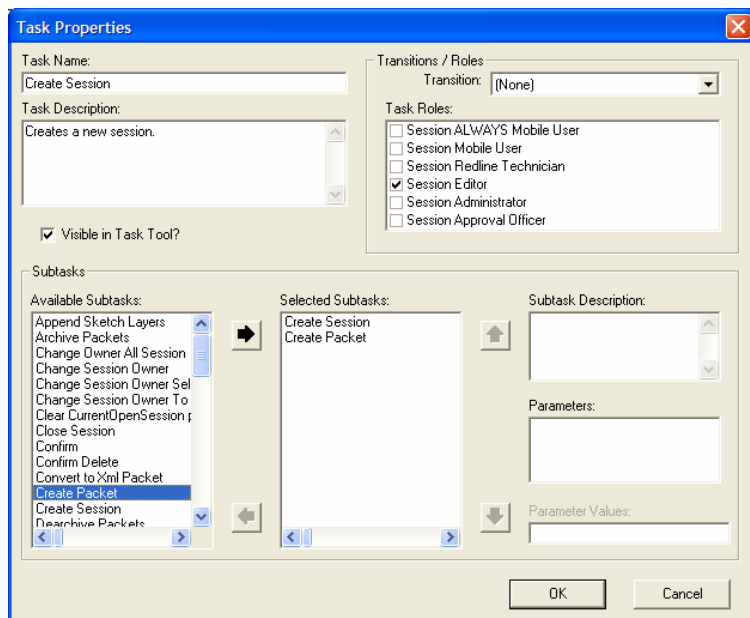 Task Properties
Task Name:
Create Session
Task Description:
Creates a new session.
Visible in Task Tool?
Transitions / Roles
Transition:
(None)
Task Roles:
Session ALWAYS Mobile User
Session Mobile User
Session Redline Technician
Session Editor
Session Administrator
Session Approval Officer
Subtasks
Available Subtasks:
Append Sketch Layers
Archive Packets
Change Owner All Session
Change Session Owner
Change Session Owner Sel
Change Session Owner To
Clear CurrentOpenSession p
Close Session
Confirm
Confirm Delete
Convert to Xml Packet
Create Packet
Create Session
Dearchive Packets
Selected Subtasks:
Create Session
Create Packet
Subtask Description:
Parameters:
Parameter Values:
OK
Cancel